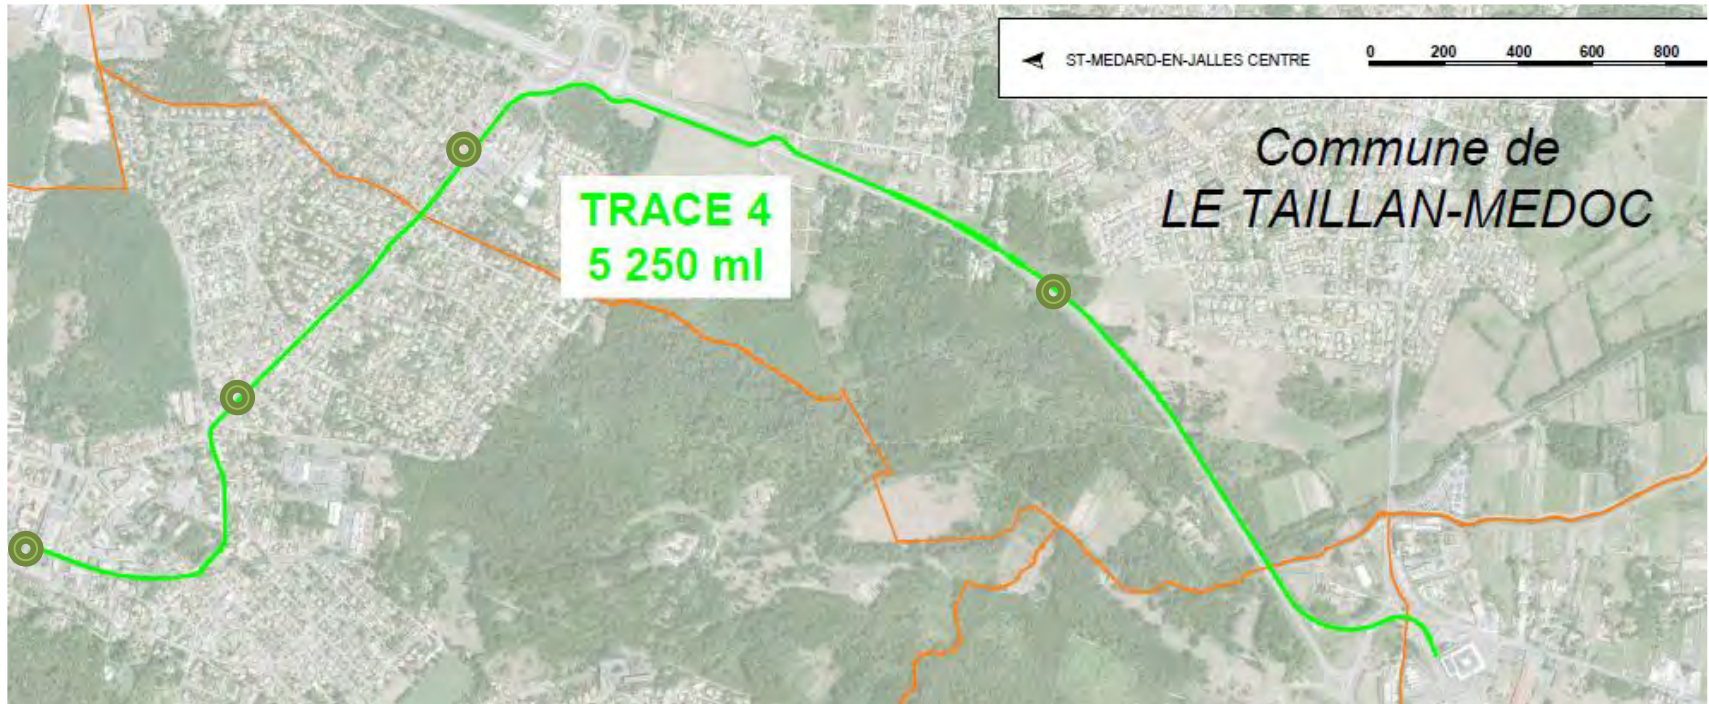 ST-MEDARD-EN-JALLES CENTRE
0 200 400 600 800
Commune de
LE TAILLAN-MEDOC
TRACE 4
5 250 ml